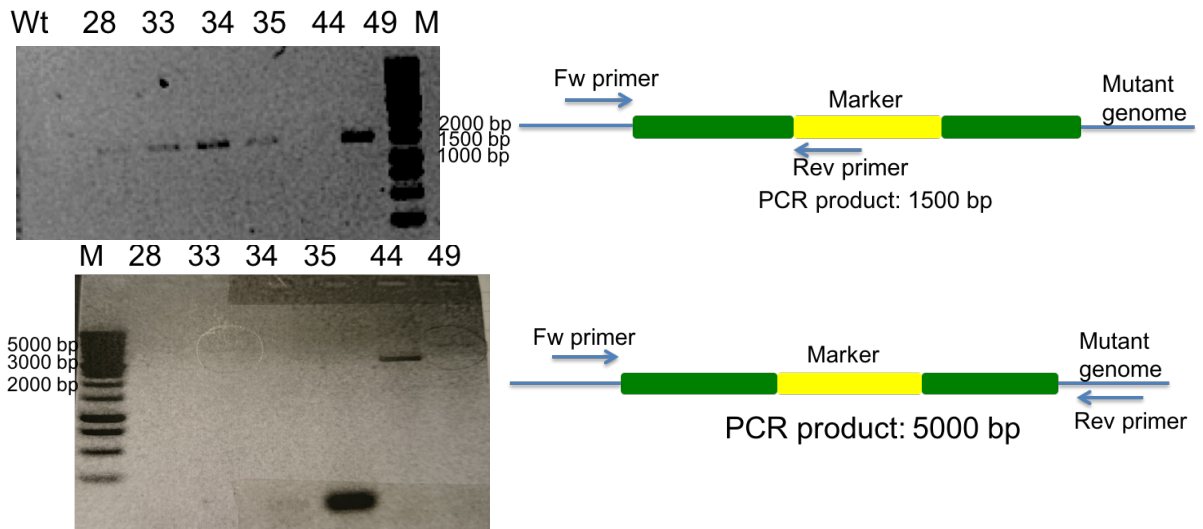 Wt 28 33 34 35 44 49 M
2000 bp
1500 bp
1000 bp
Fw primer
Marker
Mutant
genome
Rev primer
PCR product: 1500 bp
M 28 33 34 35 44 49
5000 bp
3000 bp
2000 bp
Fw primer
Marker
Mutant
genome
Rev primer
PCR product: 5000 bp